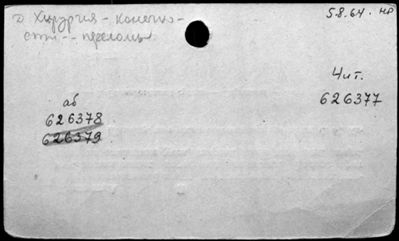 Д Хирургия - Конечно-
сти -- переломы
5.8.64. НР
Чит.
626377
аб
626378
626379